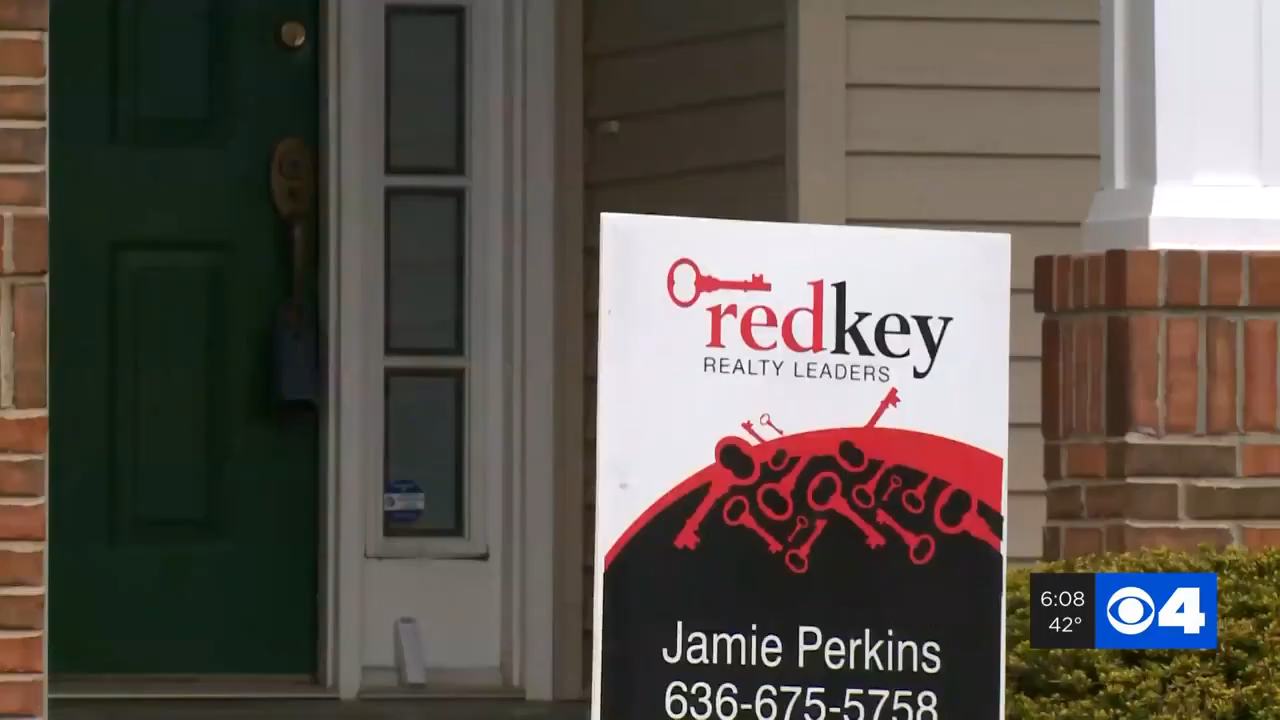 redkey
REALTY LEADERS
Jamie Perkins
636-675-5758
6:08
42°
4